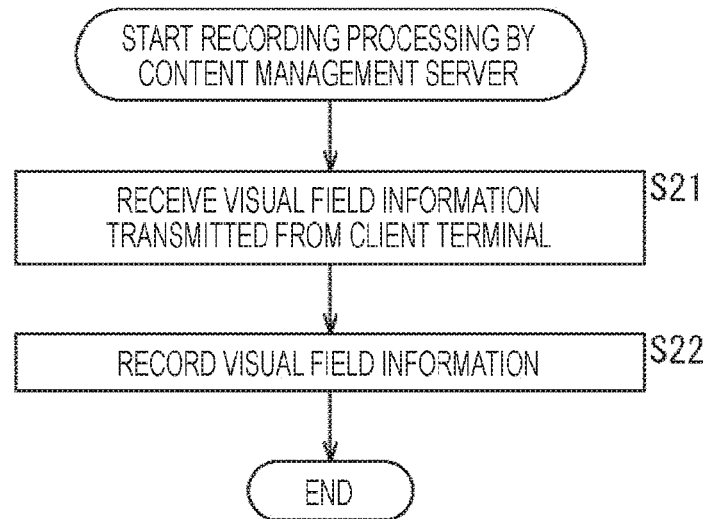 START RECORDING PROCESSING BY
CONTENT MANAGEMENT SERVER
RECEIVE VISUAL FIELD INFORMATION
TRANSMITTED FROM CLIENT TERMINAL
S21
RECORD VISUAL FIELD INFORMATION
S22
END